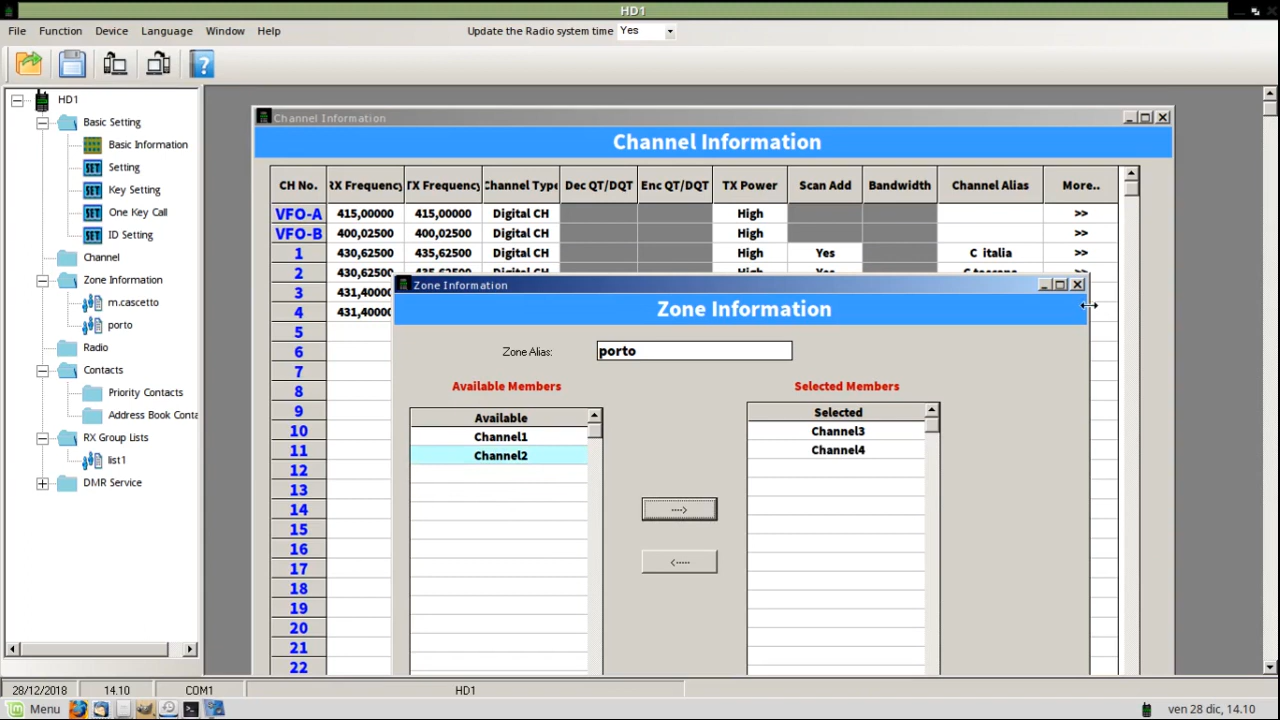 HD1
File Function Device Language Window Help Update the Radio system time Yes
HD1
Basic Setting
Basic Information
Setting
Key Setting
One Key Call
ID Setting
Channel
Zone Information
m.cascetto
porto
Radio
Contacts
Priority Contacts
Address Book Conta
RX Group Lists
list1
DMR Service
Channel Information
Channel Information
CH No. RX Frequency TX Frequency Channel Type Dec QT/DQT Enc QT/DQT TX Power Scan Add Bandwidth Channel Alias More..
VFO-A 415,00000 415,00000 Digital CH High >>
VFO-B 400,02500 400,02500 Digital CH High >>
1 430,62500 435,62500 Digital CH High Yes C italia >>
2 430,62500 435,62500 Digital CH High Yes >>
3 431,40000
4 431,40000
5
6
7
8
9
10
11
12
13
14
15
16
17
18
19
20
21
22
Zone Information
Zone Information
Zone Alias: porto
Available Members
Available
Channel1
Channel2
---->
<-----
Selected Members
Selected
Channel3
Channel4
28/12/2018 14.10 COM1 HD1
Menu ven 28 dic, 14.10